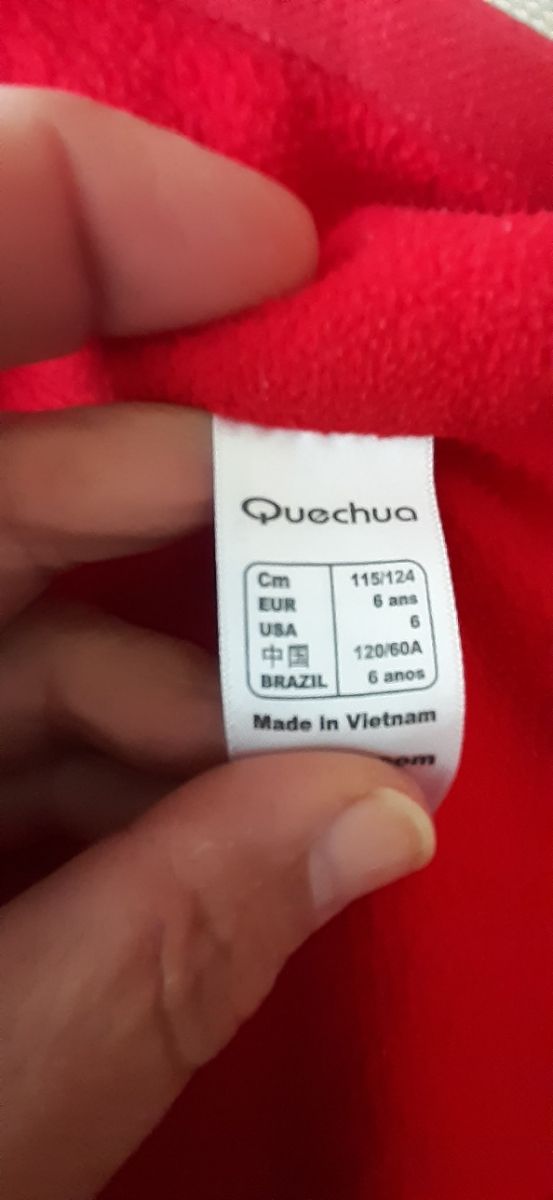 Quechua
Cm 115/124
EUR 6 ans
USA 6
中国 120/60A
BRAZIL 6 anos
Made in Vietnam